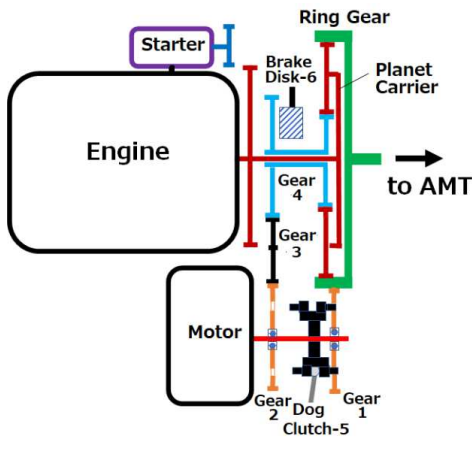 Ring Gear
Starter
Brake
Disk-6
Planet
Carrier
Engine
to AMT
Gear
4
Gear
3
Motor
Gear
2
Dog
Clutch-5
Gear
1